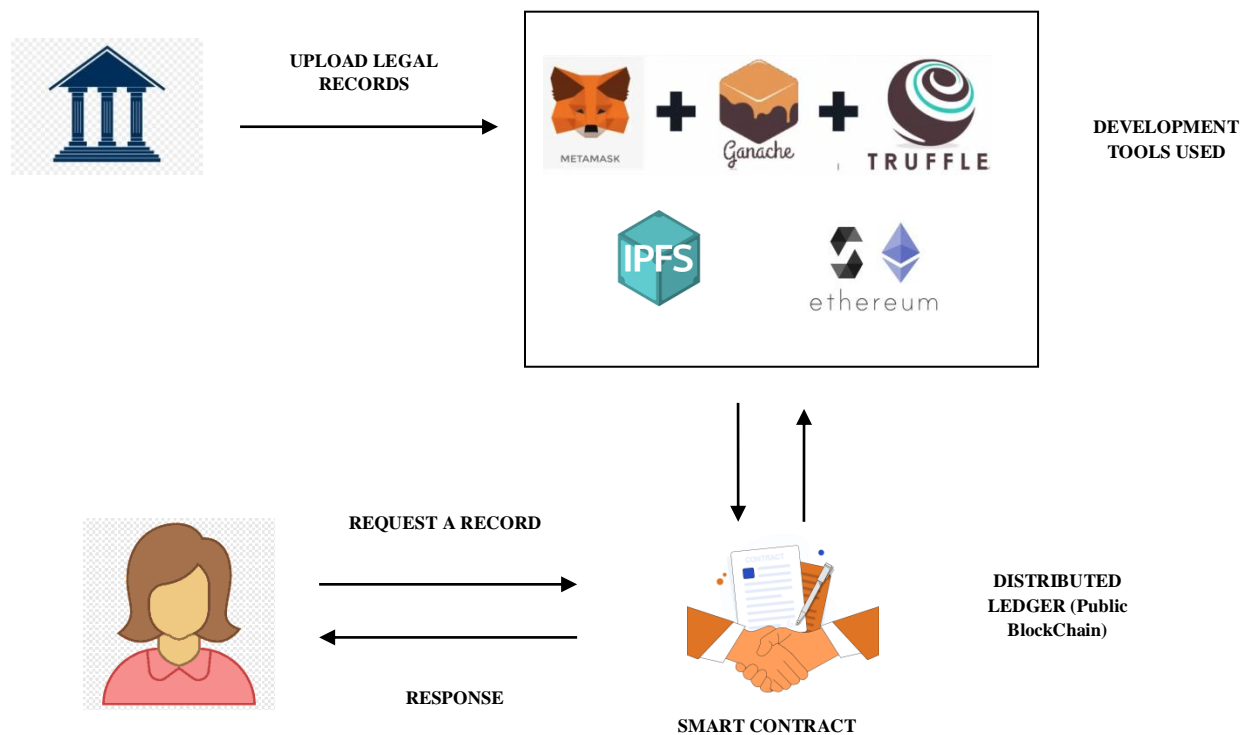 UPLOAD LEGAL
RECORDS
METAMASK
Ganache
TRUFFLE
DEVELOPMENT
TOOLS USED
IPFS
ethereum
REQUEST A RECORD
CONTRACT
DISTRIBUTED
LEDGER (Public
BlockChain)
RESPONSE
SMART CONTRACT